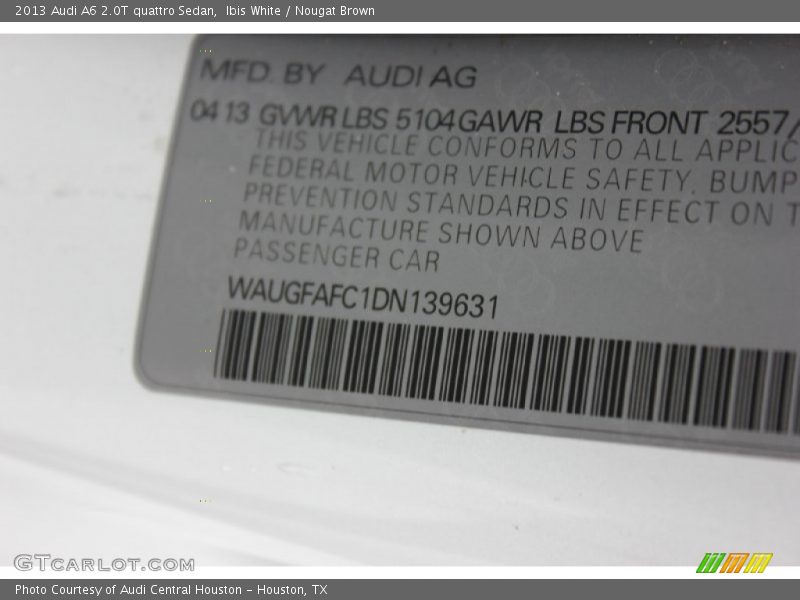 2013 Audi A6 2.0T quattro Sedan, Ibis White / Nougat Brown
MFD. BY AUDI AG
04 13 GVWR LBS 5104 GAWR LBS FRONT 2557/
THIS VEHICLE CONFORMS TO ALL APPLIC
FEDERAL MOTOR VEHICLE SAFETY, BUMP
PREVENTION STANDARDS IN EFFECT ON T
MANUFACTURE SHOWN ABOVE
PASSENGER CAR
WAUGFAFC1DN139631
GTCARLOT.COM
Photo Courtesy of Audi Central Houston - Houston, TX